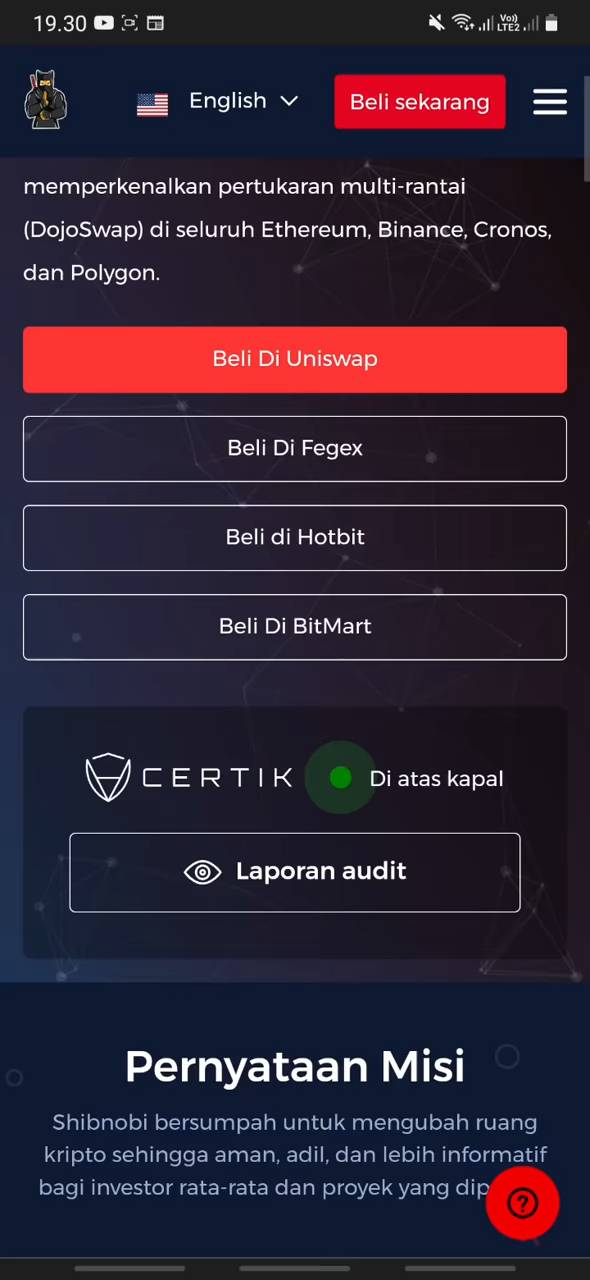 19.30
Vo))
LTE2
English
Beli sekarang
memperkenalkan pertukaran multi-rantai
(DojoSwap) di seluruh Ethereum, Binance, Cronos,
dan Polygon.
Beli Di Uniswap
Beli Di Fegex
Beli di Hotbit
Beli Di BitMart
CERTIK Di atas kapal
Laporan audit
Pernyataan Misi
Shibnobi bersumpah untuk mengubah ruang
kripto sehingga aman, adil, dan lebih informatif
bagi investor rata-rata dan proyek yang